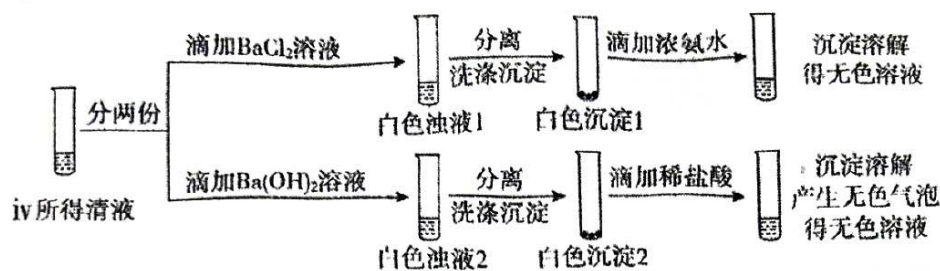 滴加BaCl₂溶液
分离
洗涤沉淀
滴加浓氨水
沉淀溶解
得无色溶液
分两份
白色浊液1
白色沉淀1
iv所得清液
滴加Ba(OH)₂溶液
分离
洗涤沉淀
滴加稀盐酸
沉淀溶解
产生无色气泡
得无色溶液
白色浊液2
白色沉淀2